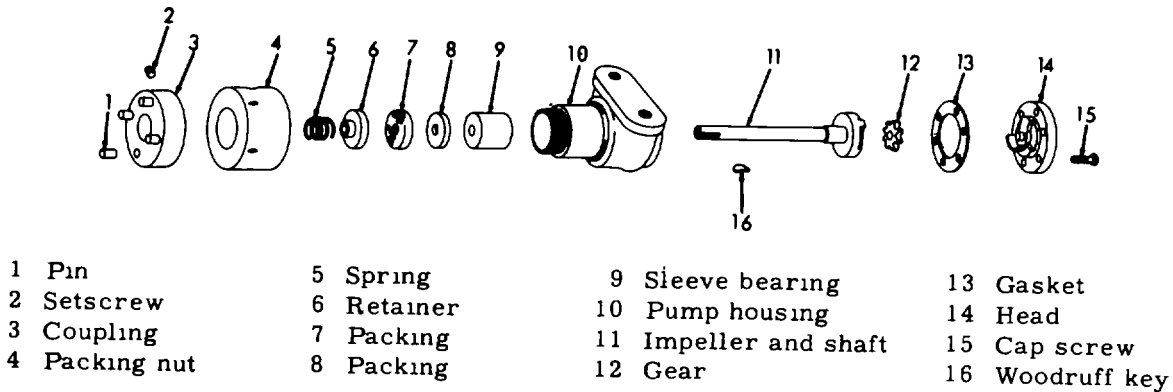 2
3
4
5
6
7
8
9
10
11
12
13
14
1
15
16
1 Pin
2 Setscrew
3 Coupling
4 Packing nut
5 Spring
6 Retainer
7 Packing
8 Packing
9 Sleeve bearing
10 Pump housing
11 Impeller and shaft
12 Gear
13 Gasket
14 Head
15 Cap screw
16 Woodruff key